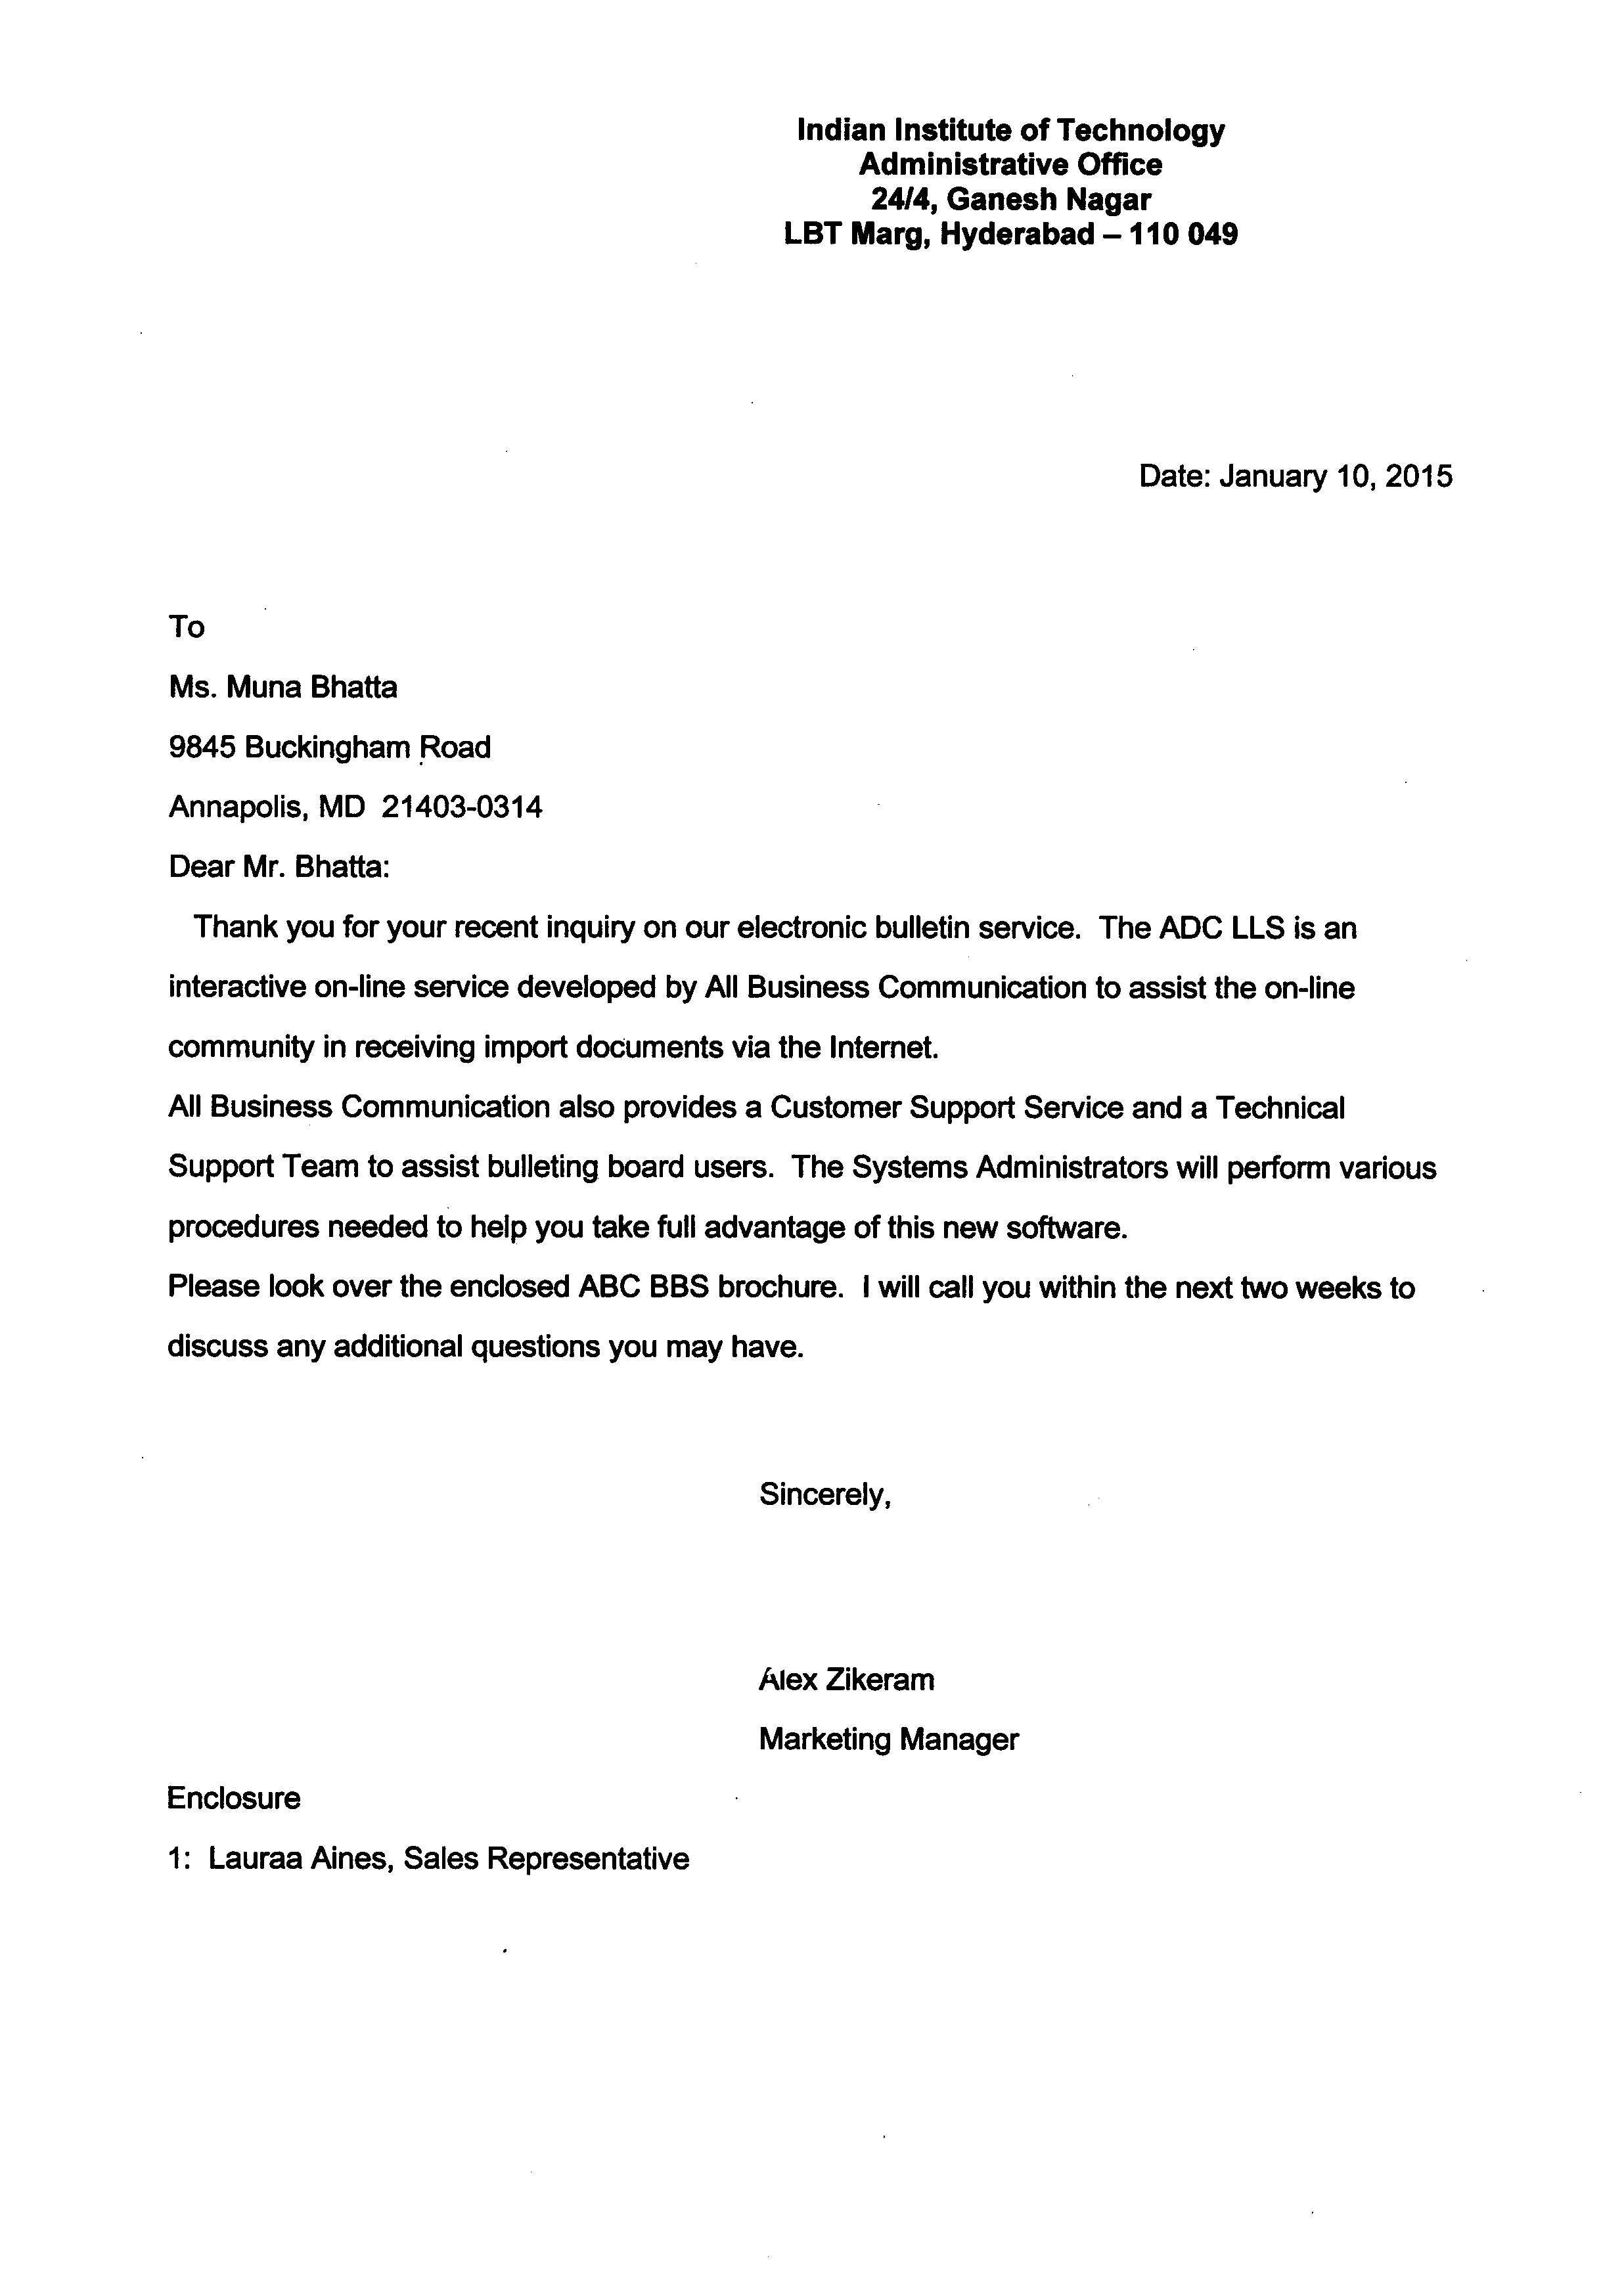 Indian Institute of Technology
Administrative Office
24/4, Ganesh Nagar
LBT Marg, Hyderabad – 110 049
Date: January 10, 2015
To
Ms. Muna Bhatta
9845 Buckingham Road
Annapolis, MD  21403-0314
Dear Mr. Bhatta:
Thank you for your recent inquiry on our electronic bulletin service.  The ADC LLS is an
interactive on-line service developed by All Business Communication to assist the on-line
community in receiving import documents via the Internet.
All Business Communication also provides a Customer Support Service and a Technical
Support Team to assist bulleting board users.  The Systems Administrators will perform various
procedures needed to help you take full advantage of this new software.
Please look over the enclosed ABC BBS brochure.  I will call you within the next two weeks to
discuss any additional questions you may have.
Sincerely,
Alex Zikeram
Marketing Manager
Enclosure
1:  Lauraa Aines, Sales Representative